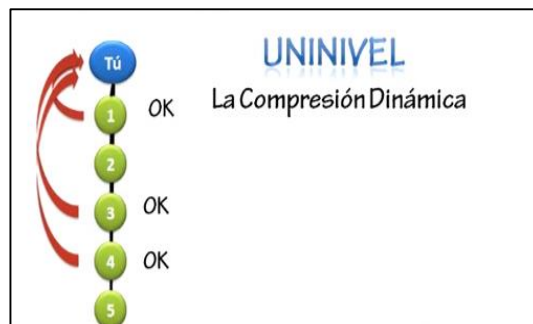 Tú
UNINIVEL
La Compresión Dinámica
1 OK
2
3 OK
4 OK
5